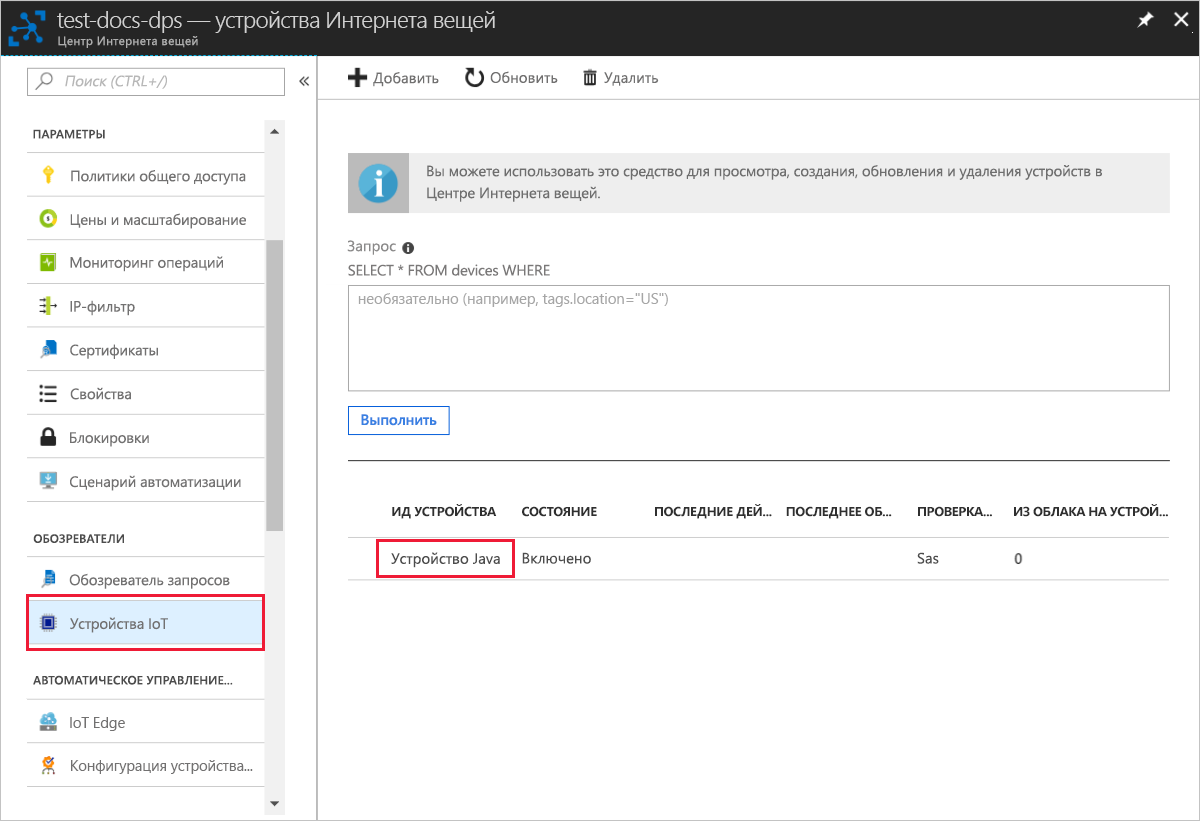 test-docs-dps — устройства Интернета вещей
Центр Интернета вещей
Поиск (CTRL+/)
«
ПАРАМЕТРЫ
Политики общего доступа
Цены и масштабирование
Мониторинг операций
IP-фильтр
Сертификаты
Свойства
Блокировки
Сценарий автоматизации
ОБОЗРЕВАТЕЛИ
Обозреватель запросов
Устройства IoT
АВТОМАТИЧЕСКОЕ УПРАВЛЕНИЕ...
IoT Edge
Конфигурация устройства...
Добавить Обновить Удалить
Вы можете использовать это средство для просмотра, создания, обновления и удаления устройств в
Центре Интернета вещей.
Запрос
SELECT * FROM devices WHERE
необязательно (например, tags.location="US")
Выполнить
ИД УСТРОЙСТВА СОСТОЯНИЕ ПОСЛЕДНИЕ ДЕЙ... ПОСЛЕДНЕЕ ОБ... ПРОВЕРКА... ИЗ ОБЛАКА НА УСТРОЙ...
Устройство Java Включено Sas 0